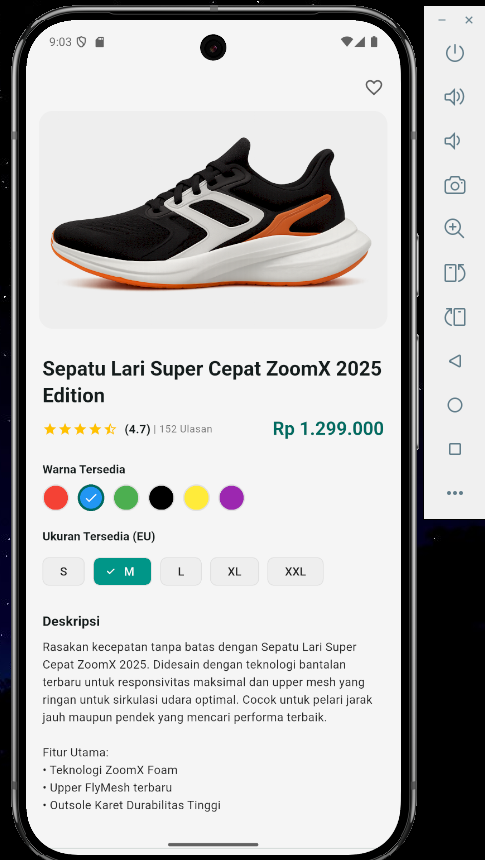 9:03
Sepatu Lari Super Cepat ZoomX 2025
Edition
(4.7) | 152 Ulasan
Rp 1.299.000
Warna Tersedia
Ukuran Tersedia (EU)
S
M
L
XL
XXL
Deskripsi
Rasakan kecepatan tanpa batas dengan Sepatu Lari Super
Cepat ZoomX 2025. Didesain dengan teknologi bantalan
terbaru untuk responsivitas maksimal dan upper mesh yang
ringan untuk sirkulasi udara optimal. Cocok untuk pelari jarak
jauh maupun pendek yang mencari performa terbaik.
Fitur Utama:
• Teknologi ZoomX Foam
• Upper FlyMesh terbaru
• Outsole Karet Durabilitas Tinggi